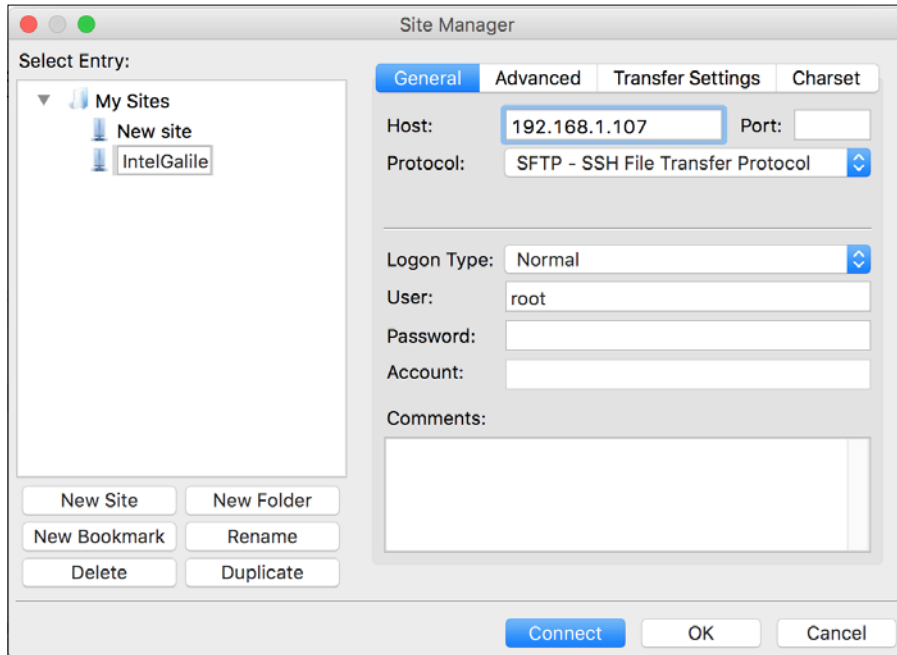 Site Manager
Select Entry:
My Sites
New site
IntelGalile
New Site New Folder
New Bookmark Rename
Delete Duplicate
General Advanced Transfer Settings Charset
Host: 192.168.1.107 Port:
Protocol: SFTP - SSH File Transfer Protocol
Logon Type: Normal
User: root
Password:
Account:
Comments:
Connect OK Cancel